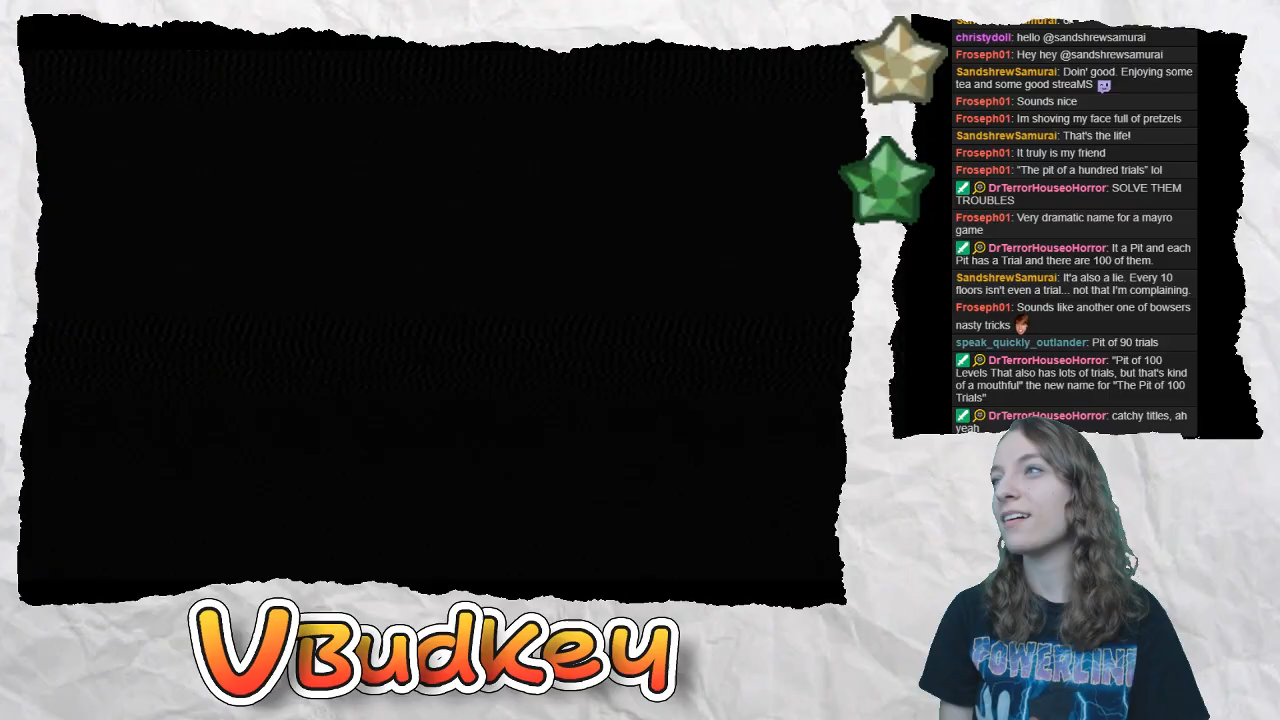 christydoll: hello @sandshrewsamurai
Froseph01: Hey hey @sandshrewsamurai
SandshrewSamurai: Doin' good. Enjoying some
tea and some good streaMS
Froseph01: Sounds nice
Froseph01: Im shoving my face full of pretzels
SandshrewSamurai: That's the life!
Froseph01: It truly is my friend
Froseph01: "The pit of a hundred trials" lol
DrTerrorHouseoHorror: SOLVE THEM
TROUBLES
Froseph01: Very dramatic name for a mayro
game
DrTerrorHouseoHorror: It a Pit and each
Pit has a Trial and there are 100 of them.
SandshrewSamurai: It'a also a lie. Every 10
floors isn't even a trial... not that I'm complaining.
Froseph01: Sounds like another one of bowsers
nasty tricks
speak_quickly_outlander: Pit of 90 trials
DrTerrorHouseoHorror: "Pit of 100
Levels That also has lots of trials, but that's kind
of a mouthful" the new name for "The Pit of 100
Trials"
DrTerrorHouseoHorror: catchy titles, ah
yeah
VBudKey
POWERLINE